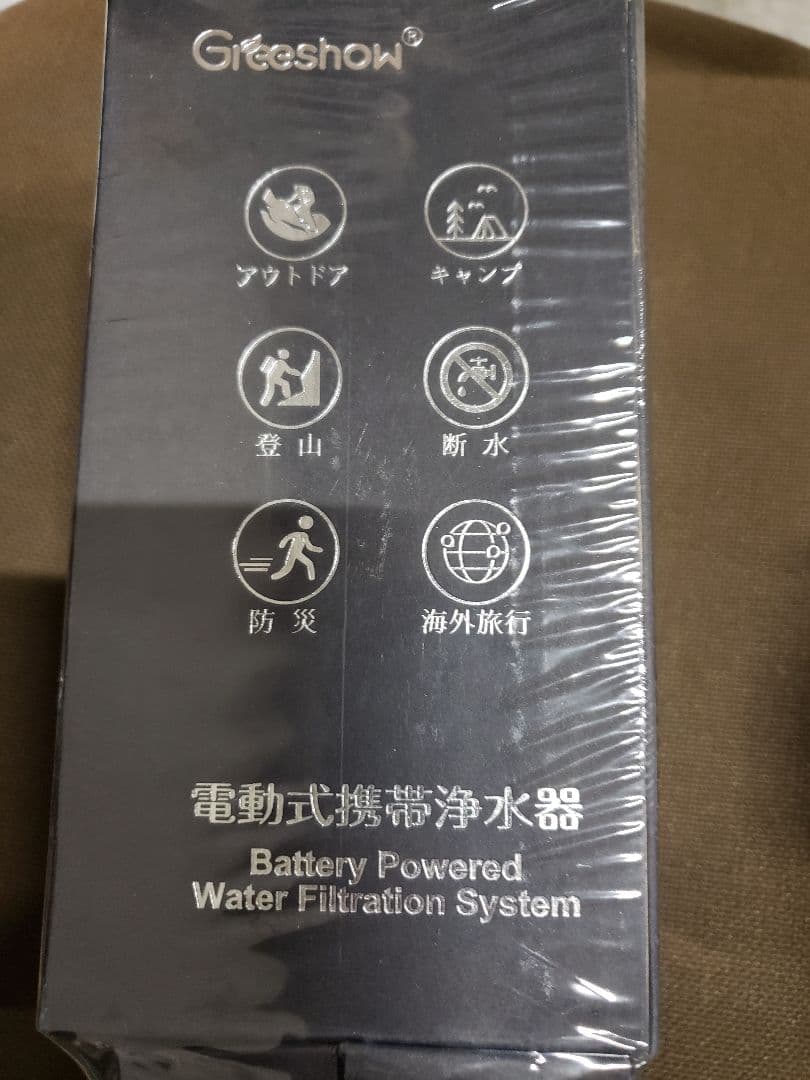 Greeshow®
アウトドア
キャンプ
登山
断水
防災
海外旅行
電動式携帯浄水器
Battery Powered
Water Filtration System